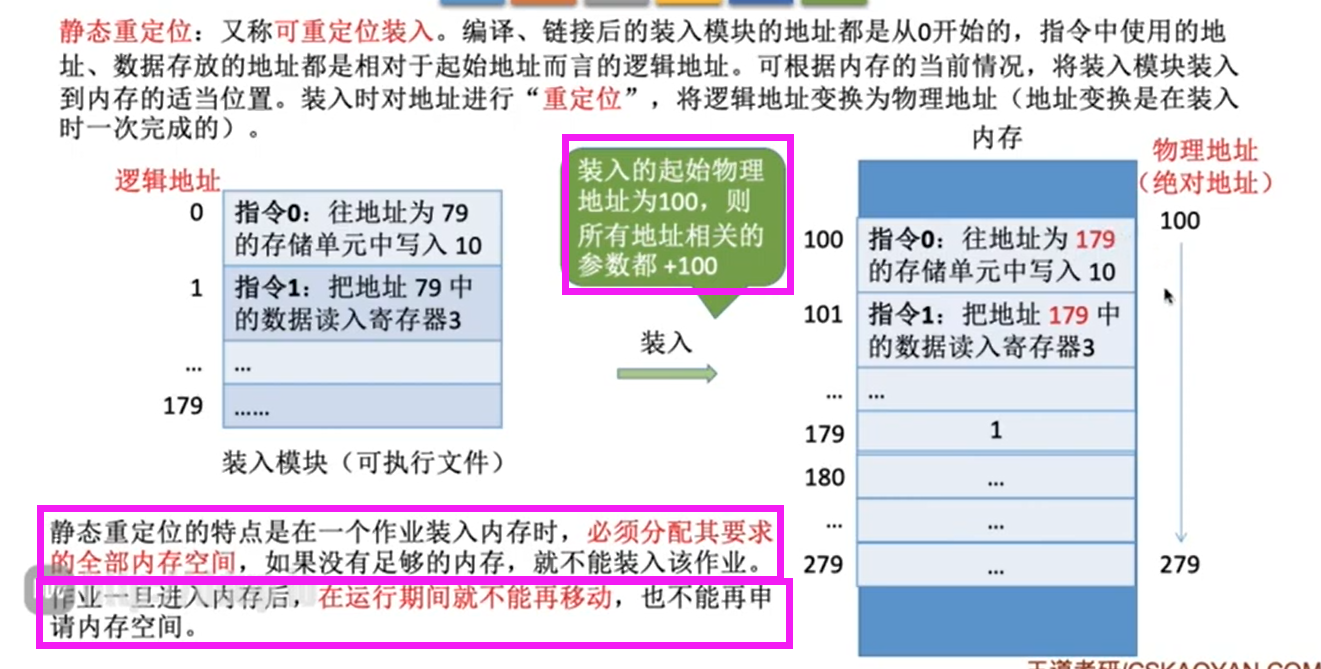 静态重定位：又称可重定位装入。编译、链接后的装入模块的地址都是从0开始的，指令中使用的地
址、数据存放的地址都是相对于起始地址而言的逻辑地址。可根据内存的当前情况，将装入模块装入
到内存的适当位置。装入时对地址进行“重定位”，将逻辑地址变换为物理地址（地址变换是在装入
时一次完成的）。
逻辑地址
0
指令0：往地址为 79
的存储单元中写入 10
1
指令1：把地址 79 中
的数据读入寄存器3
...
...
179
......
装入模块（可执行文件）
装入的起始物理
地址为100，则
所有地址相关的
参数都 +100
装入
内存
物理地址
（绝对地址）
100
指令0：往地址为 179
的存储单元中写入 10
101
指令1：把地址 179 中
的数据读入寄存器3
...
...
179
1
180
...
...
...
279
...
100
279
静态重定位的特点是在一个作业装入内存时，必须分配其要求
的全部内存空间，如果没有足够的内存，就不能装入该作业。
作业一旦进入内存后，在运行期间就不能再移动，也不能再申
请内存空间。
王道考研/CSKAOYAN.COM